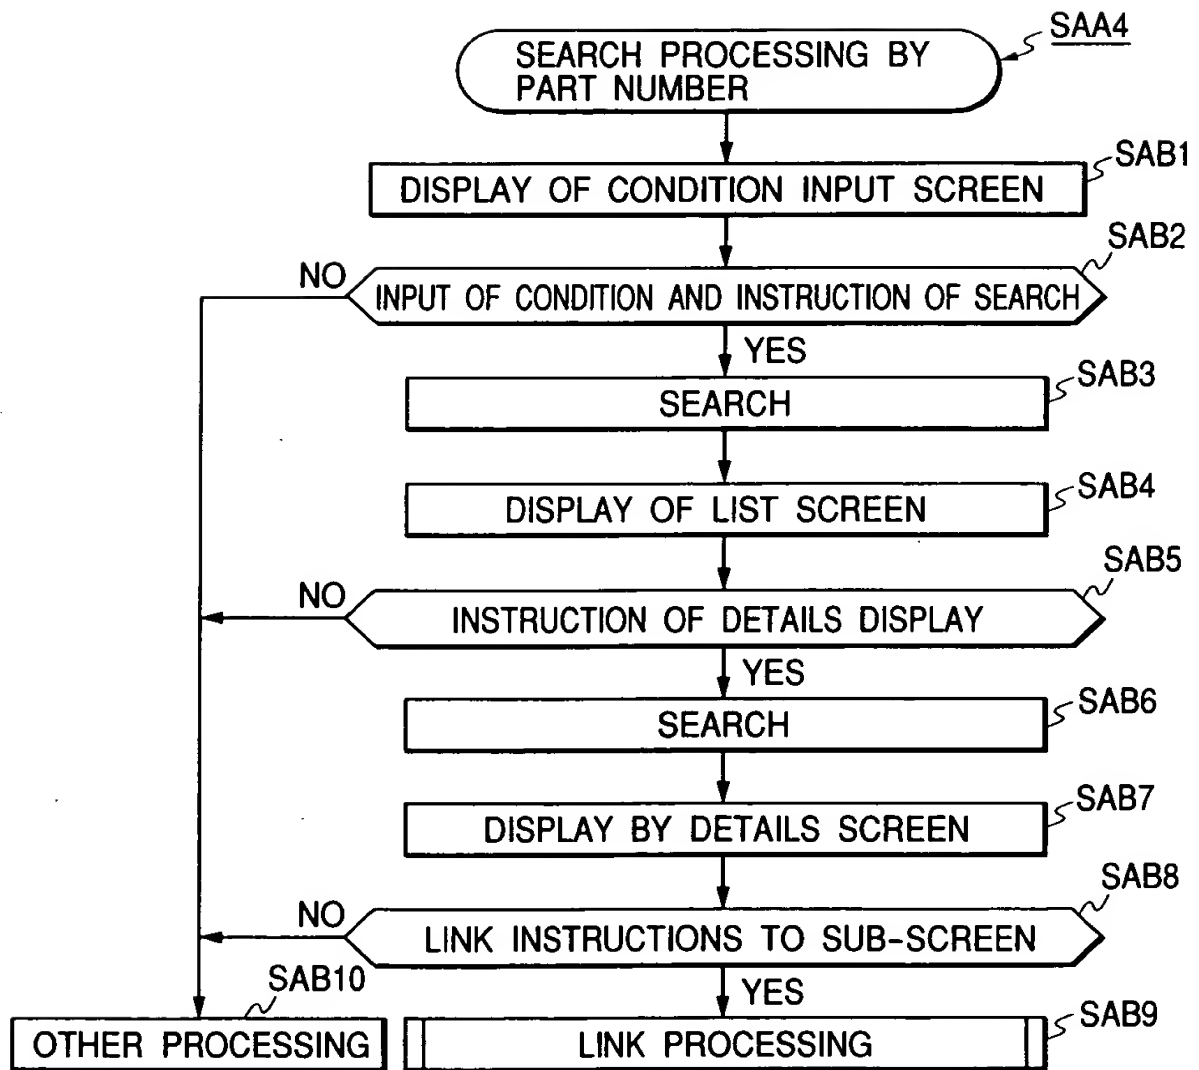 SAA4
SEARCH PROCESSING BY
PART NUMBER
SAB1
DISPLAY OF CONDITION INPUT SCREEN
SAB2
NO
INPUT OF CONDITION AND INSTRUCTION OF SEARCH
YES
SAB3
SEARCH
SAB4
DISPLAY OF LIST SCREEN
SAB5
NO
INSTRUCTION OF DETAILS DISPLAY
YES
SAB6
SEARCH
SAB7
DISPLAY BY DETAILS SCREEN
SAB8
NO
LINK INSTRUCTIONS TO SUB-SCREEN
SAB10
YES
SAB9
OTHER PROCESSING
LINK PROCESSING